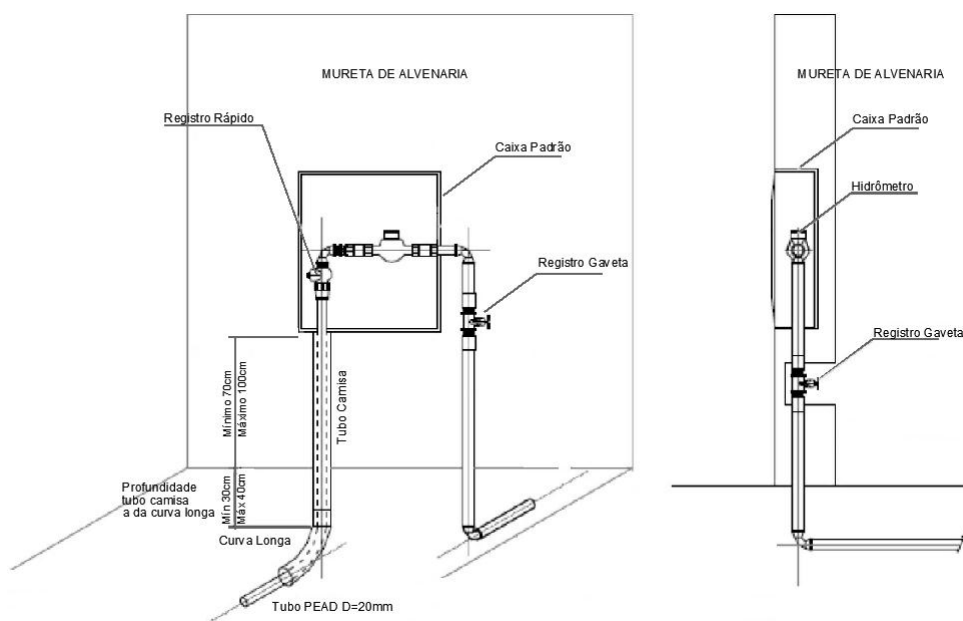 MURETA DE ALVENARIA
Registro Rápido
Caixa Padrão
Registro Gaveta
Mínimo 70cm
Máximo 100cm
Tubo Camisa
Profundidade
tubo camisa
a da curva longa
Mín 30cm
Máx 40cm
Curva Longa
Tubo PEAD D=20mm
MURETA DE ALVENARIA
Caixa Padrão
Hidrômetro
Registro Gaveta